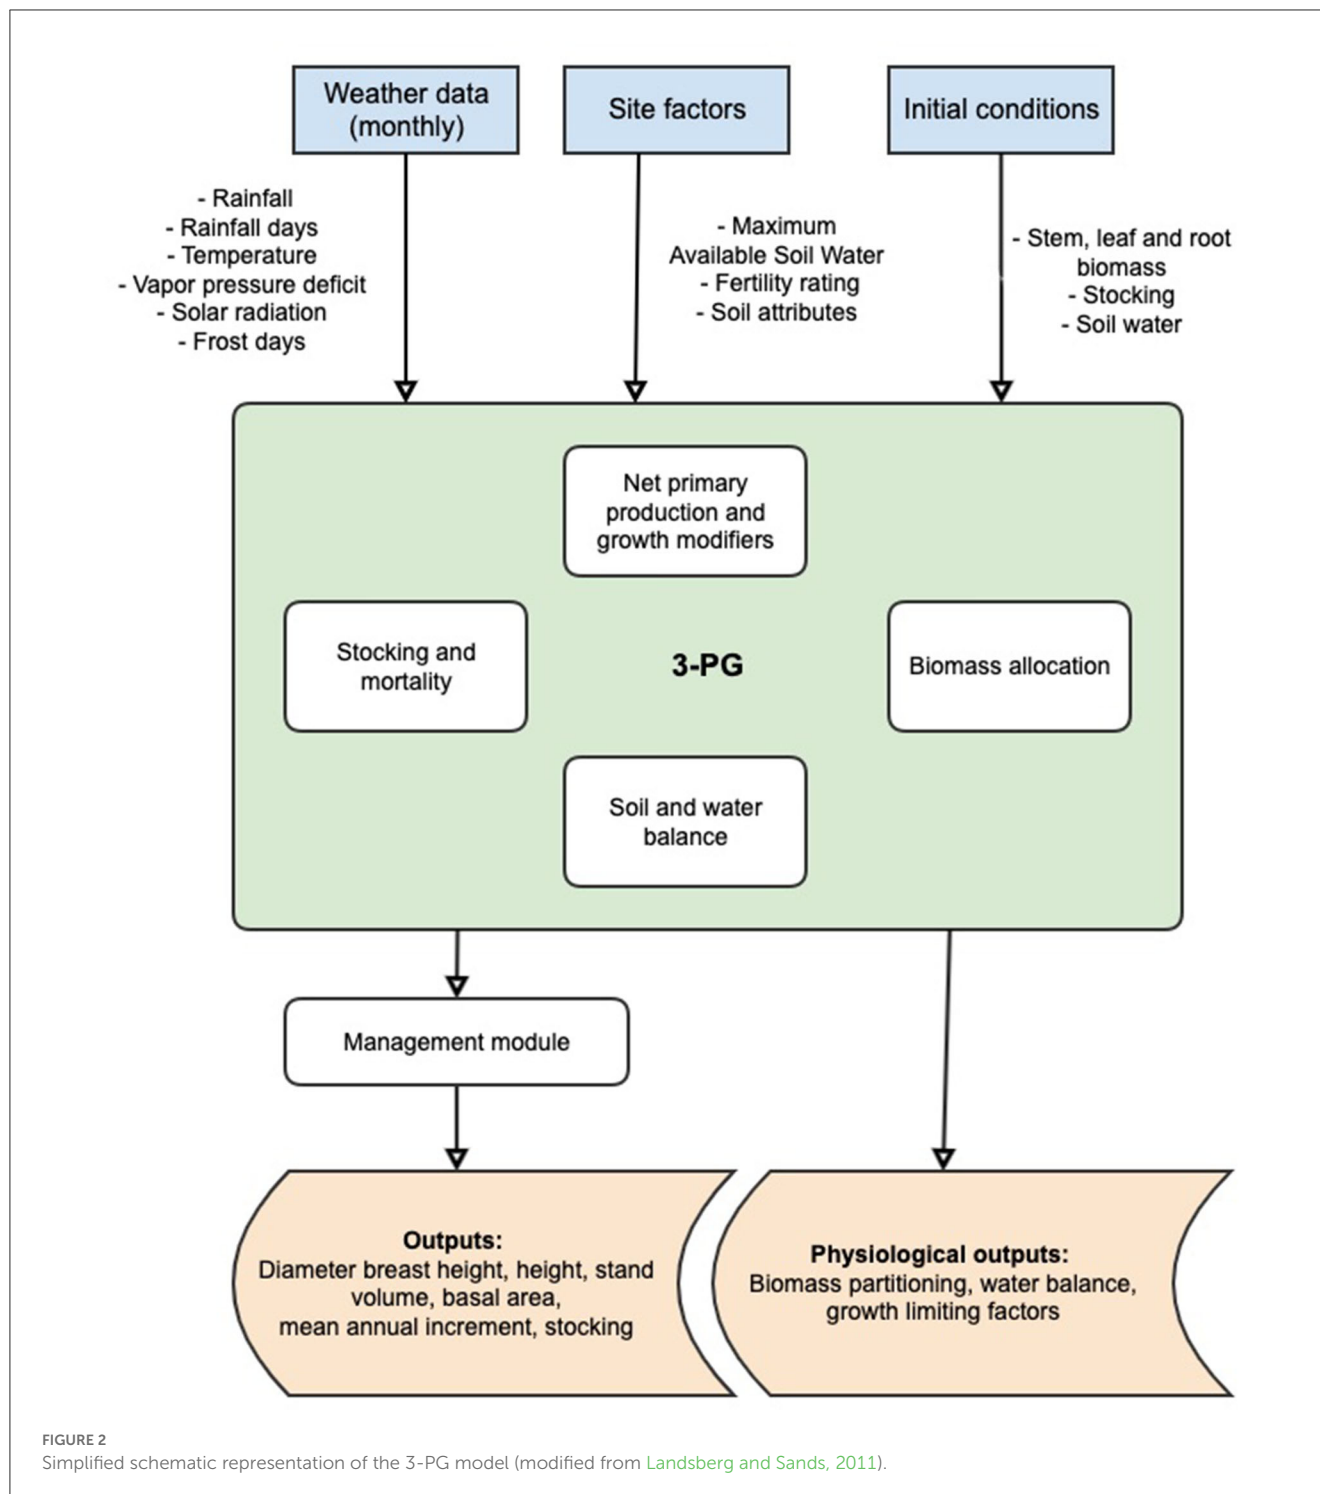 Weather data
(monthly)
Site factors
Initial conditions
- Rainfall
- Rainfall days
- Temperature
- Vapor pressure deficit
- Solar radiation
- Frost days
- Maximum
Available Soil Water
- Fertility rating
- Soil attributes
- Stem, leaf and root
biomass
- Stocking
- Soil water
Net primary
production and
growth modifiers
Stocking and
mortality
3-PG
Biomass allocation
Soil and water
balance
Management module
Outputs:
Diameter breast height, height, stand
volume, basal area,
mean annual increment, stocking
Physiological outputs:
Biomass partitioning, water balance,
growth limiting factors
FIGURE 2
Simplified schematic representation of the 3-PG model (modified from Landsberg and Sands, 2011).